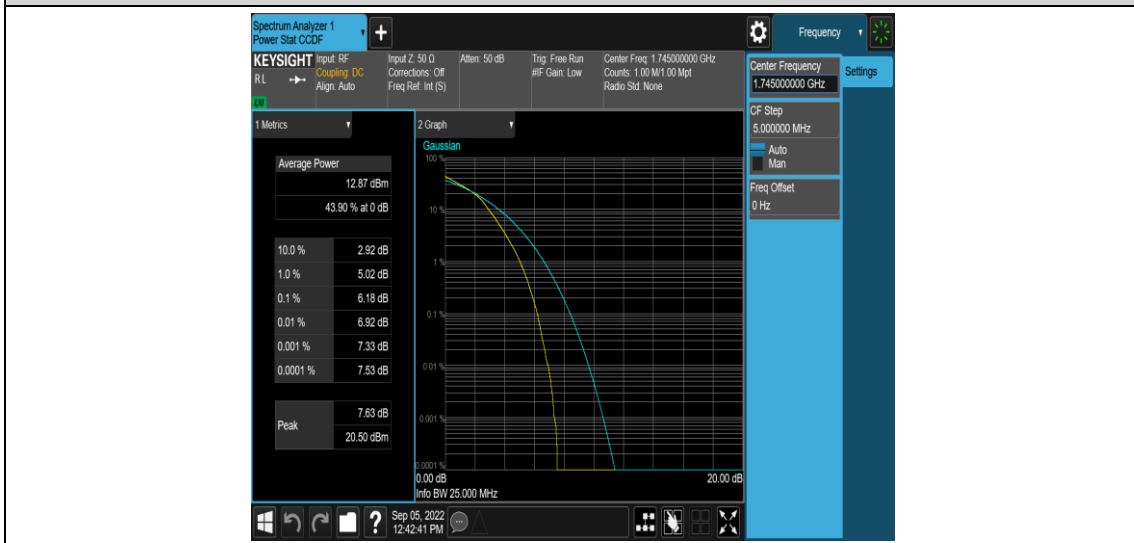 Spectrum Analyzer 1
Power Stat CCDF
+
Frequency
KEYSIGHT
RL
LXI
Input: RF
Coupling: DC
Align: Auto
Input Z: 50 Ω
Corrections: Off
Freq Ref: Int (S)
Atten: 50 dB
Trig: Free Run
#IF Gain: Low
Center Freq: 1.745000000 GHz
Counts: 1.00 M/1.00 Mpt
Radio Std: None
Center Frequency
1.745000000 GHz
Settings
CF Step
5.000000 MHz
Auto
Man
Freq Offset
0 Hz
1 Metrics
Average Power
12.87 dBm
43.90 % at 0 dB
10.0 % 2.92 dB
1.0 % 5.02 dB
0.1 % 6.18 dB
0.01 % 6.92 dB
0.001 % 7.33 dB
0.0001 % 7.53 dB
Peak
7.63 dB
20.50 dBm
2 Graph
Gaussian
100 %
10 %
1 %
0.1 %
0.01 %
0.001 %
0.0001 %
0.00 dB 20.00 dB
Info BW 25.000 MHz
?
Sep 05, 2022
12:42:41 PM